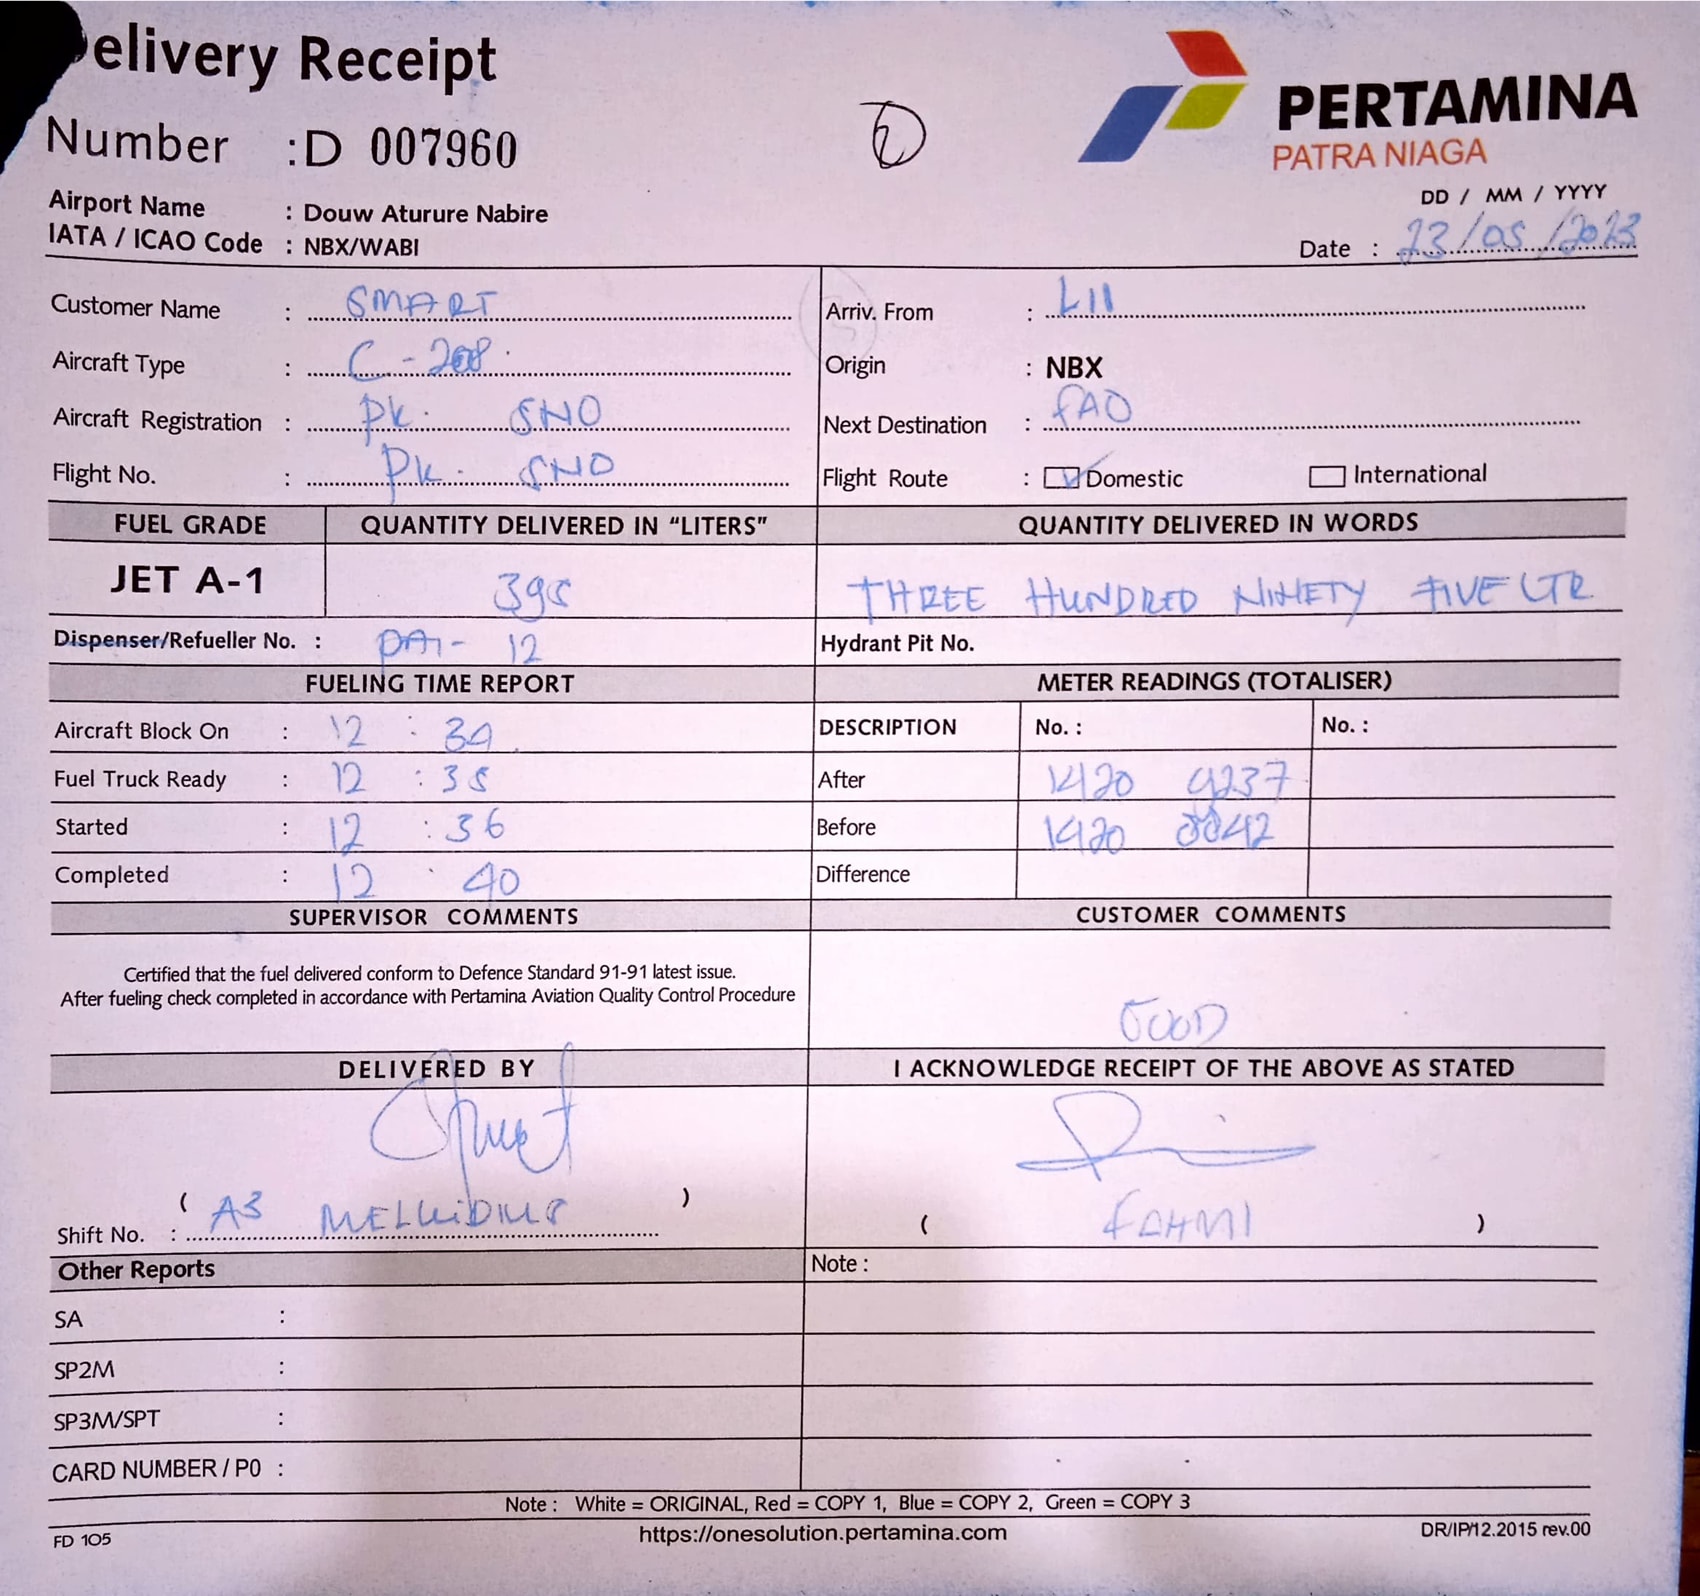 elivery Receipt
Number : D 007960
PERTAMINA
PATRA NIAGA
Airport Name : Douw Aturure Nabire
IATA / ICAO Code : NBX/WABI
DD / MM / YYYY
Date : 23/05/2023
Customer Name : SMART
Arriv. From : LII
Aircraft Type : C-208
Origin : NBX
Aircraft Registration : PK. SNO
Next Destination : FAO
Flight No. : PK. SNO
Flight Route : Domestic International
FUEL GRADE QUANTITY DELIVERED IN “LITERS” QUANTITY DELIVERED IN WORDS
JET A-1 395 THREE HUNDRED NINETY FIVE LTR
Dispenser/Refueller No. : 12
Hydrant Pit No.
FUELING TIME REPORT METER READINGS (TOTALISER)
Aircraft Block On : 12 : 34
DESCRIPTION No. : No. :
Fuel Truck Ready : 12 : 35
After 1420 4237
Started : 12 : 36
Before 1420
Completed : 12 : 40
Difference
SUPERVISOR COMMENTS CUSTOMER COMMENTS
Certified that the fuel delivered conform to Defence Standard 91-91 latest issue.
After fueling check completed in accordance with Pertamina Aviation Quality Control Procedure
GOOD
DELIVERED BY I ACKNOWLEDGE RECEIPT OF THE ABOVE AS STATED
( )
Shift No. : A3
( FAHMI )
Other Reports Note :
SA :
SP2M :
SP3M/SPT :
CARD NUMBER / P0 :
Note : White = ORIGINAL, Red = COPY 1, Blue = COPY 2, Green = COPY 3
FD 105 https://onesolution.pertamina.com DR/IP/12.2015 rev.00